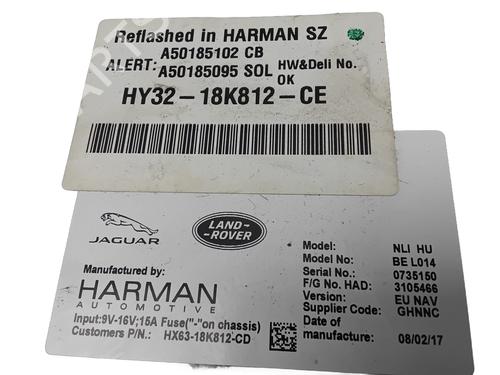 Reflashed in HARMAN SZ
A50185102 CB
ALERT: A50185095 SOL HW&Deli No.
OK
HY32-18K812-CE
JAGUAR
LAND-
ROVER
Manufactured by:
HARMAN
AUTOMOTIVE
Input:9V-16V;15A Fuse("-"on chassis)
Customers P/N.: HX63-18K812-CD
Model: NLI HU
Model: BE L014
Serial No.: 0735150
F/G No. HAD: 3105466
Version: EU NAV
Supplier Code: GHNNC
Date of
manufacture: 08/02/17